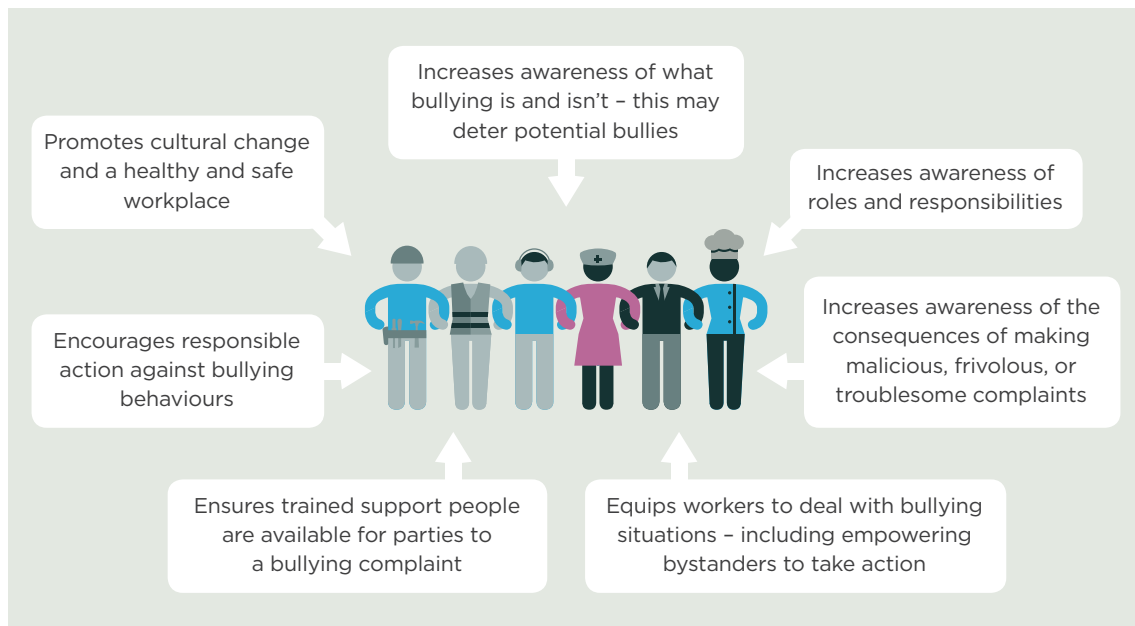 Increases awareness of what
bullying is and isn’t – this may
deter potential bullies
Promotes cultural change
and a healthy and safe
workplace
Increases awareness of
roles and responsibilities
Encourages responsible
action against bullying
behaviours
Increases awareness of the
consequences of making
malicious, frivolous, or
troublesome complaints
Ensures trained support people
are available for parties to
a bullying complaint
Equips workers to deal with bullying
situations – including empowering
bystanders to take action